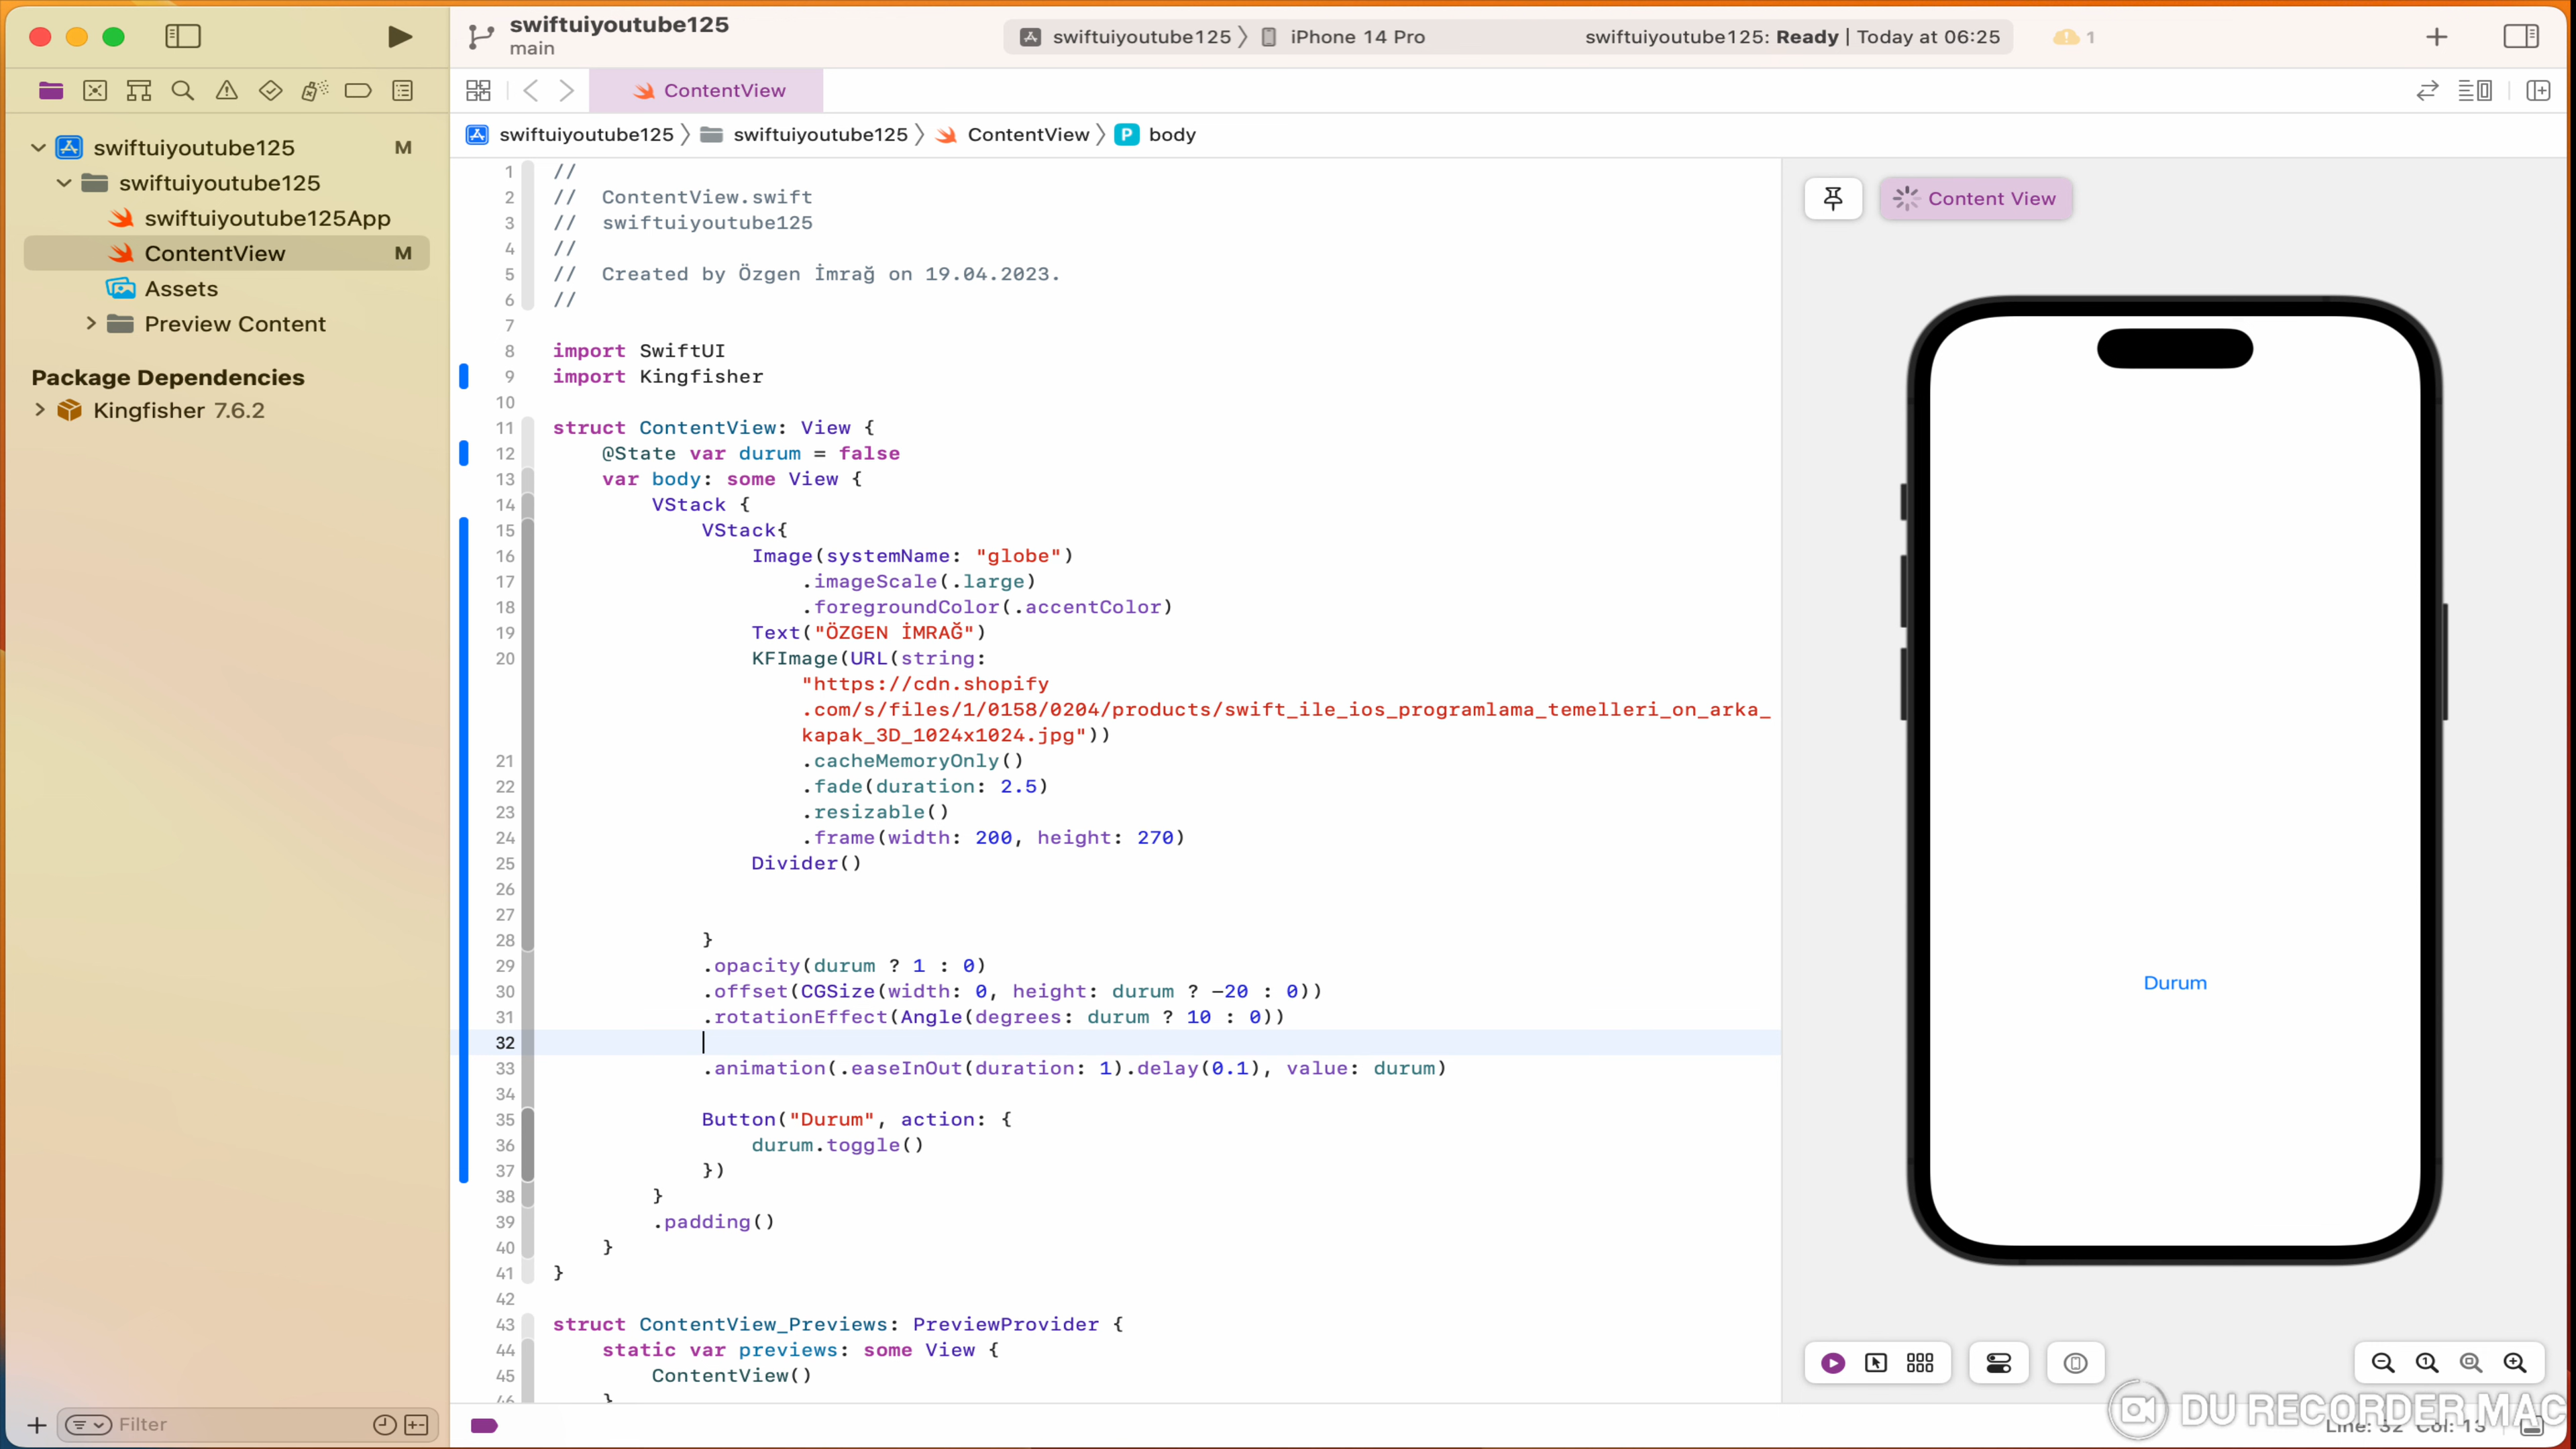 swiftuiyoutube125
main
swiftuiyoutube125
iPhone 14 Pro
swiftuiyoutube125: Ready | Today at 06:25
1
ContentView
swiftuiyoutube125
swiftuiyoutube125
ContentView
P
body
swiftuiyoutube125
M
swiftuiyoutube125
swiftuiyoutube125App
ContentView
M
Assets
Preview Content
Package Dependencies
Kingfisher 7.6.2
Filter
1 //
2 //  ContentView.swift
3 //  swiftuiyoutube125
4 //
5 //  Created by Özgen İmrağ on 19.04.2023.
6 //
7
8 import SwiftUI
9 import Kingfisher
10
11 struct ContentView: View {
12     @State var durum = false
13     var body: some View {
14         VStack {
15             VStack{
16                 Image(systemName: "globe")
17                     .imageScale(.large)
18                     .foregroundColor(.accentColor)
19                 Text("ÖZGEN İMRAĞ")
20                 KFImage(URL(string:
"https://cdn.shopify
.com/s/files/1/0158/0204/products/swift_ile_ios_programlama_temelleri_on_arka_
kapak_3D_1024x1024.jpg"))
21                     .cacheMemoryOnly()
22                     .fade(duration: 2.5)
23                     .resizable()
24                     .frame(width: 200, height: 270)
25                 Divider()
26
27
28             }
29             .opacity(durum ? 1 : 0)
30             .offset(CGSize(width: 0, height: durum ? -20 : 0))
31             .rotationEffect(Angle(degrees: durum ? 10 : 0))
32
33             .animation(.easeInOut(duration: 1).delay(0.1), value: durum)
34
35             Button("Durum", action: {
36                 durum.toggle()
37             })
38         }
39         .padding()
40     }
41 }
42
43 struct ContentView_Previews: PreviewProvider {
44     static var previews: some View {
45         ContentView()
46     }
Content View
Durum
DU RECORDER MAC
Line: 32 Col: 13